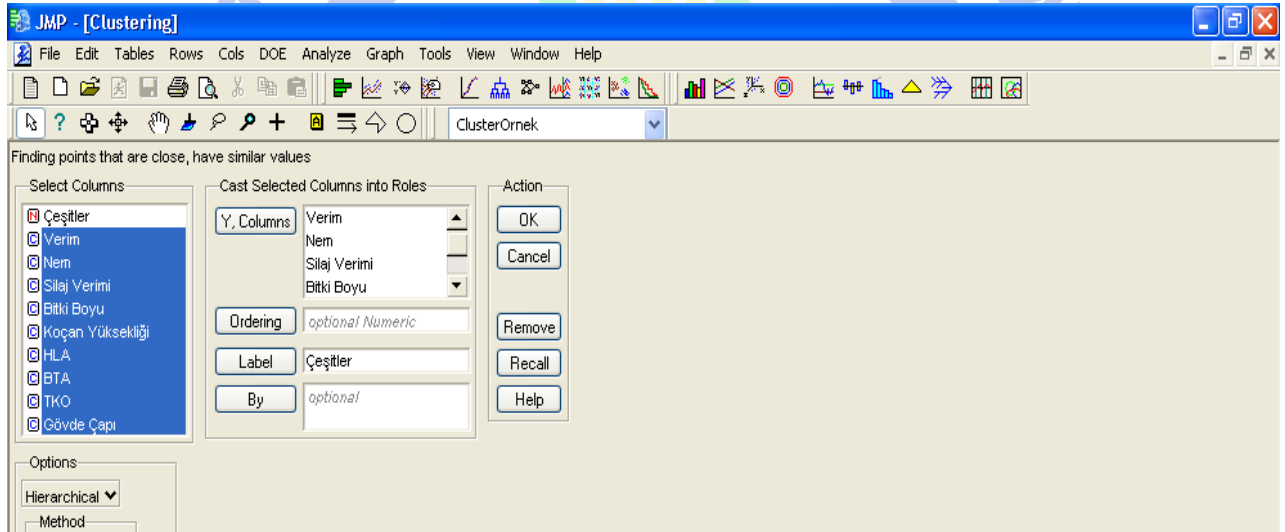 JMP - [Clustering]
File Edit Tables Rows Cols DOE Analyze Graph Tools View Window Help
ClusterOrnek
Finding points that are close, have similar values
Select Columns
Çeşitler
Verim
Nem
Silaj Verimi
Bitki Boyu
Koçan Yüksekliği
HLA
BTA
TKO
Gövde Çapı
Cast Selected Columns into Roles
Y, Columns
Verim
Nem
Silaj Verimi
Bitki Boyu
Ordering optional Numeric
Label Çeşitler
By optional
Action
OK
Cancel
Remove
Recall
Help
Options
Hierarchical
Method